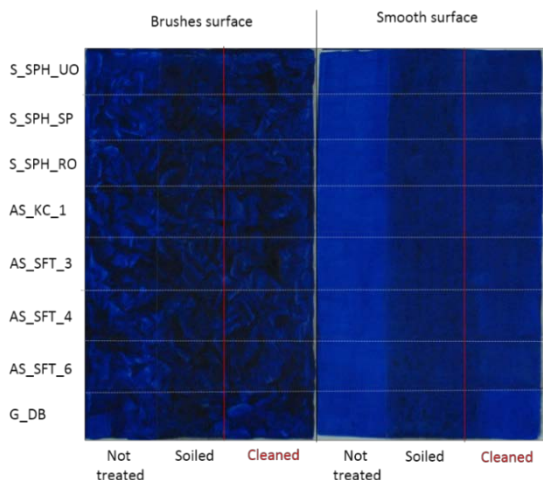 Brushes surface
Smooth surface
S_SPH_UO
S_SPH_SP
S_SPH_RO
AS_KC_1
AS_SFT_3
AS_SFT_4
AS_SFT_6
G_DB
Not
treated
Soiled
Cleaned
Not
treated
Soiled
Cleaned